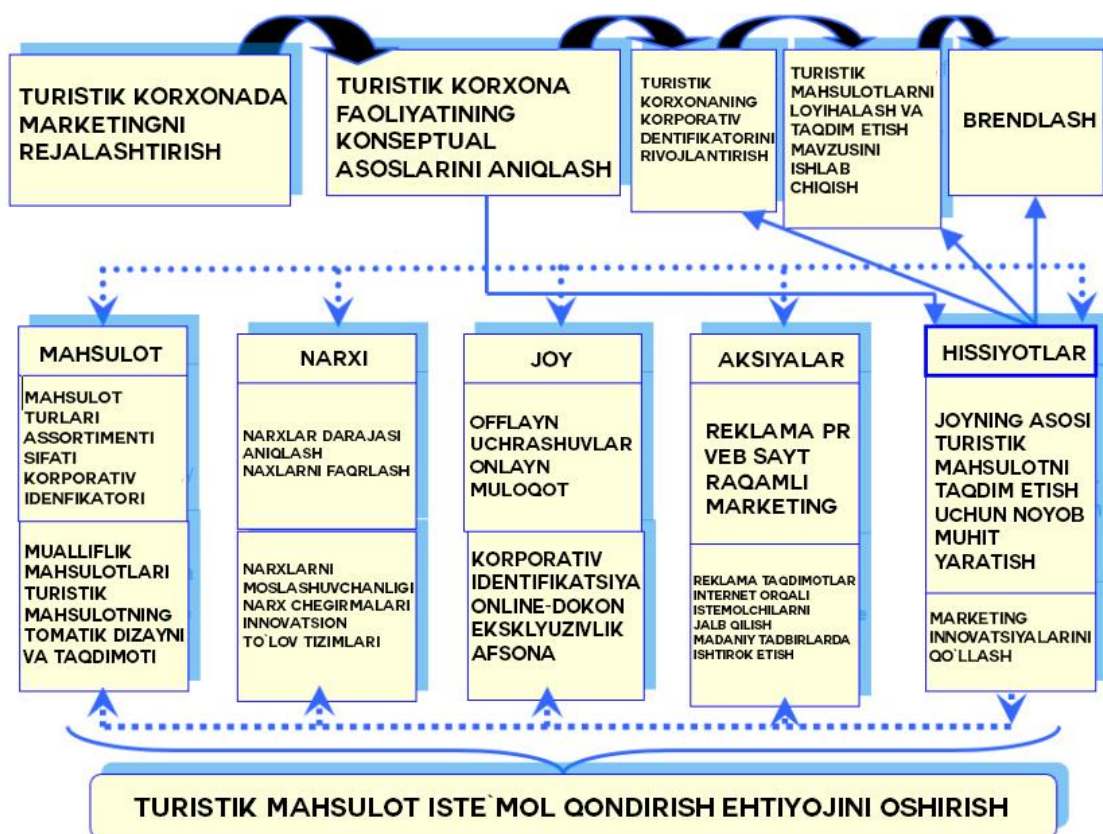 TURISTIK KORXONADA
MARKETINGNI
REJALASHTIRISH
TURISTIK KORXONA
FAOLIYATINING
KONSEPTUAL
ASOSLARINI ANIQLASH
TURISTIK
KORXONANING
KORPORATIV
DENTIFIKATORINI
RIVOJLANTIRISH
TURISTIK
MAHSULOTLARNI
LOYIHALASH VA
TAQDIM ETISH
MAVZUSINI
ISHLAB
CHIQISH
BRENDLASH
MAHSULOT
MAHSULOT
TURLARI
ASSORTIMENTI
SIFATI
KORPORATIV
IDENFIKATORI
MUALLIFLIK
MAHSULOTLARI
TURISTIK
MAHSULOTNING
TOMATIK DIZAYNI
VA TAQDIMOTI
NARXI
NARXLAR DARAJASI
ANIQLASH
NAXLARNI FAQRLASH
NARXLARNI
MOSLASHUVCHANLIGI
NARX CHEGIRMALARI
INNOVATSION
TO`LOV TIZIMLARI
JOY
OFFLAYN
UCHRASHUVLAR
ONLAYN
MULOQOT
KORPORATIV
IDENTIFIKATSIYA
ONLINE-DOKON
EKSKLYUZIVLIK
AFSONA
AKSIYALAR
REKLAMA PR
VEB SAYT
RAQAMLI
MARKETING
REKLAMA TAQDIMOTLAR
INTERNET ORQALI
ISTEMOLCHILARNI
JALB QILISH
MADANIY TADBIRLARDA
ISHTIROK ETISH
HISSIYOTLAR
JOYNING ASOSI
TURISTIK
MAHSULOTNI
TAQDIM ETISH
UCHUN NOYOB
MUHIT
YARATISH
MARKETING
INNOVATSIYALARINI
QO`LLASH
TURISTIK MAHSULOT ISTE`MOL QONDIRISH EHTIYOJINI OSHIRISH